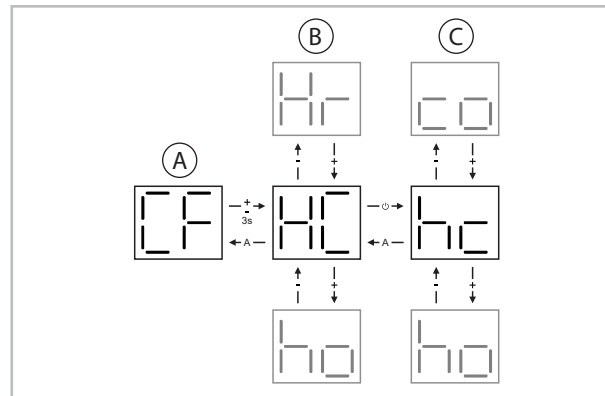 B C
Hr co
A
- + - +
CF + - 3s HC ⏻ hc
A A
- + - +
ho ho